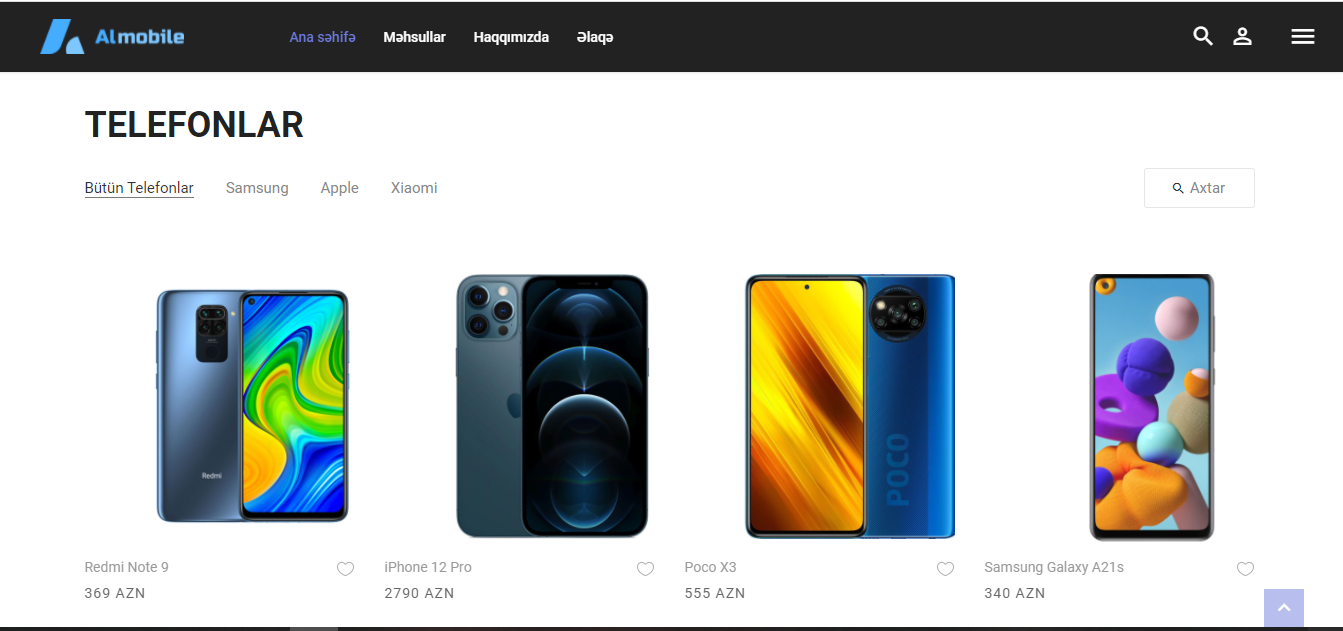 Almobile
Ana səhifə Məhsullar Haqqımızda Əlaqə
TELEFONLAR
Bütün Telefonlar Samsung Apple Xiaomi
Axtar
Redmi
POCO
Redmi Note 9
369 AZN
iPhone 12 Pro
2790 AZN
Poco X3
555 AZN
Samsung Galaxy A21s
340 AZN